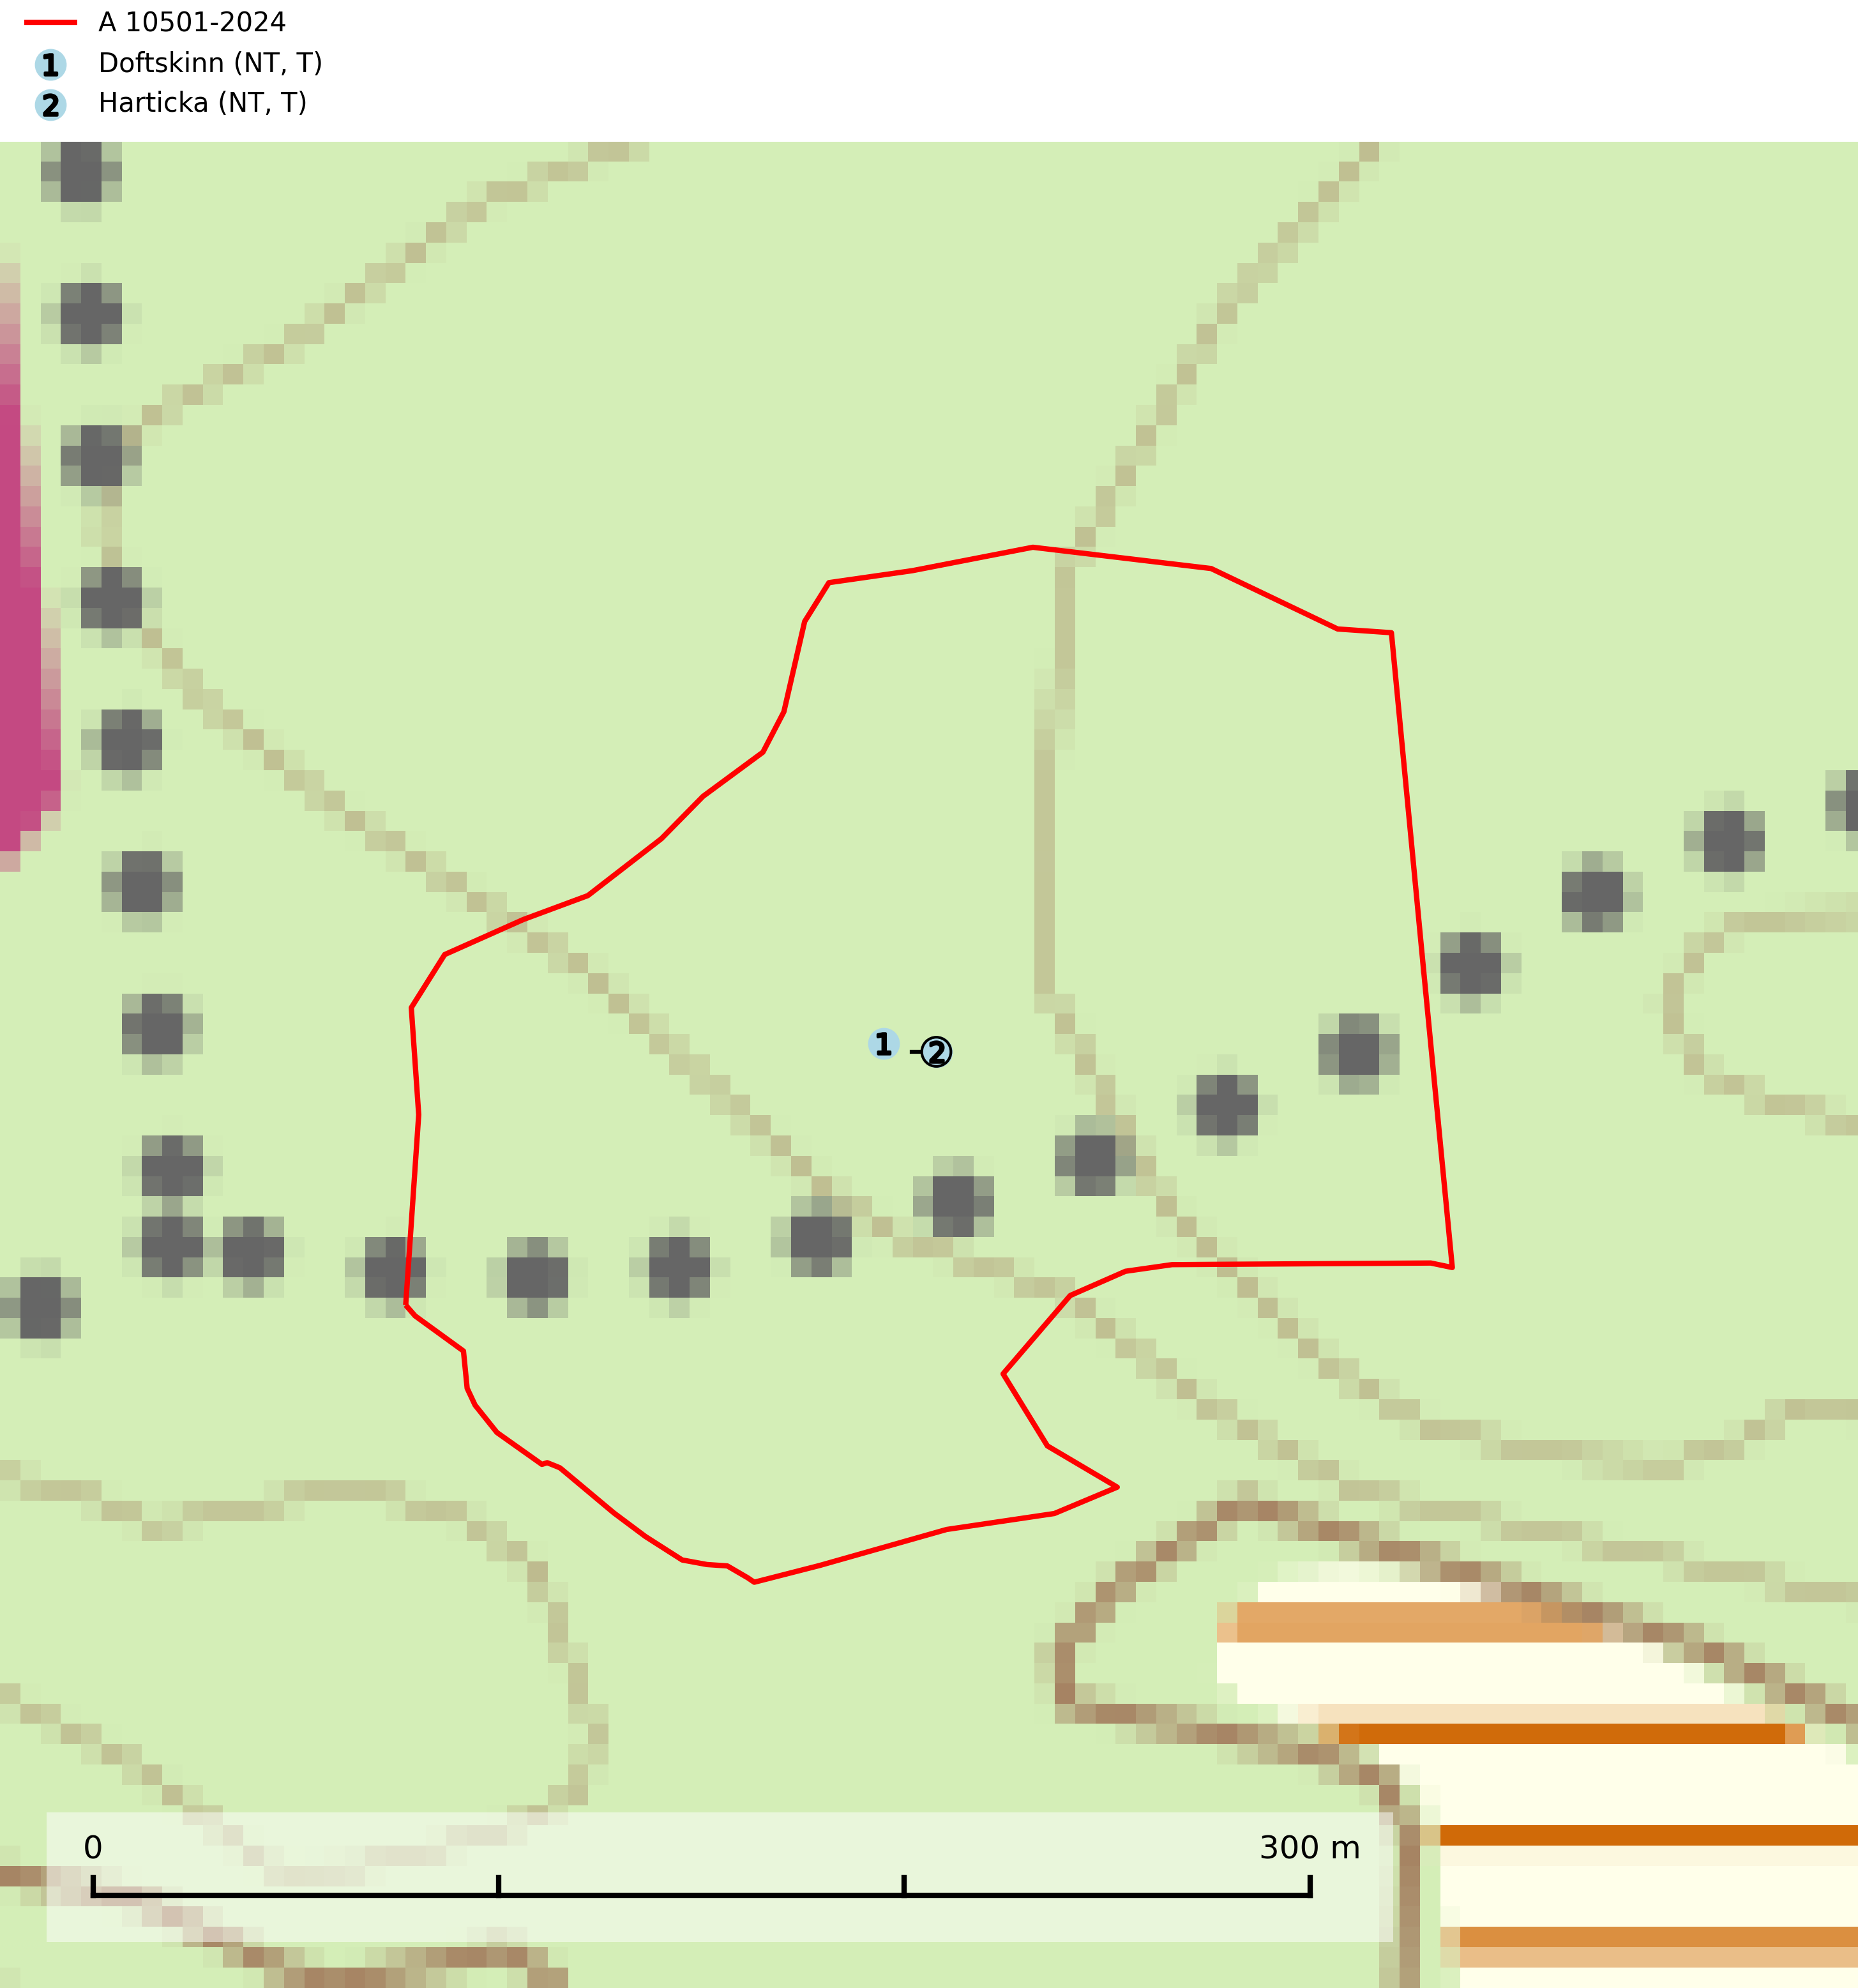 A 10501-2024
1 Doftskinn (NT, T)
2 Harticka (NT, T)
1 2
0 300 m